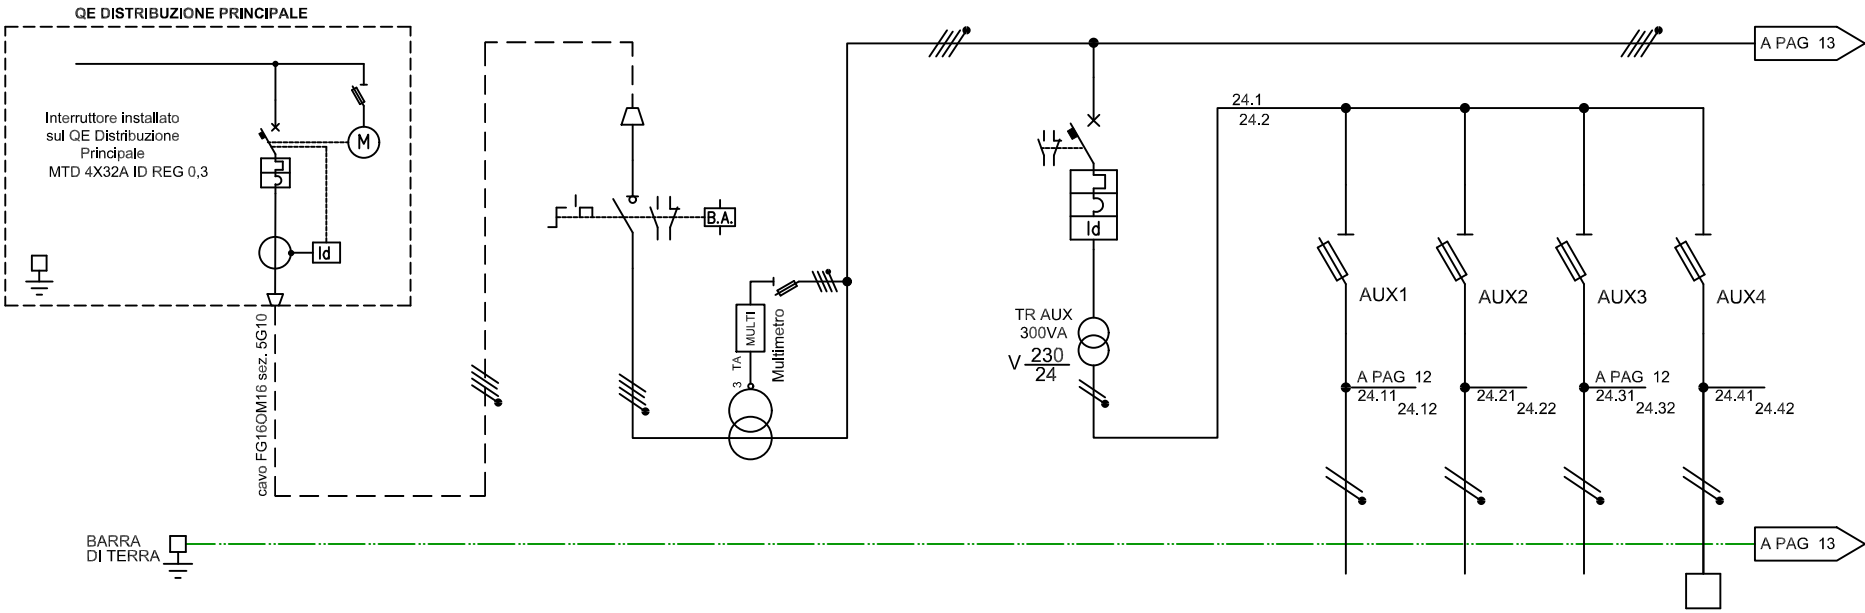 QE DISTRIBUZIONE PRINCIPALE
Interruttore installato
sul QE Distribuzione
Principale
MTD 4X32A ID REG 0,3
M
Id
cavo FG16OM16 sez. 5G10
B.A.
MULTI
3 TA
Multimetro
A PAG 13
Id
TR AUX
300VA
V 230
24
24.1
24.2
AUX1
AUX2
AUX3
AUX4
A PAG 12
24.11
24.12
24.21
24.22
A PAG 12
24.31
24.32
24.41
24.42
BARRA
DI TERRA
A PAG 13